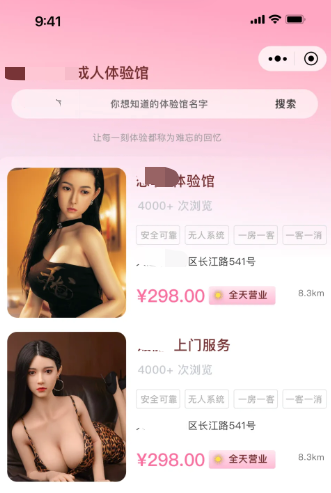 9:41
成人体验馆
你想知道的体验馆名字 搜索
让每一刻体验都称为难忘的回忆
体验馆
4000+ 次浏览
安全可靠 无人系统 一房一客 一客一消
区长江路541号
¥298.00 全天营业 8.3km
上门服务
4000+ 次浏览
安全可靠 无人系统 一房一客 一客一消
区长江路541号
¥298.00 全天营业 8.3km